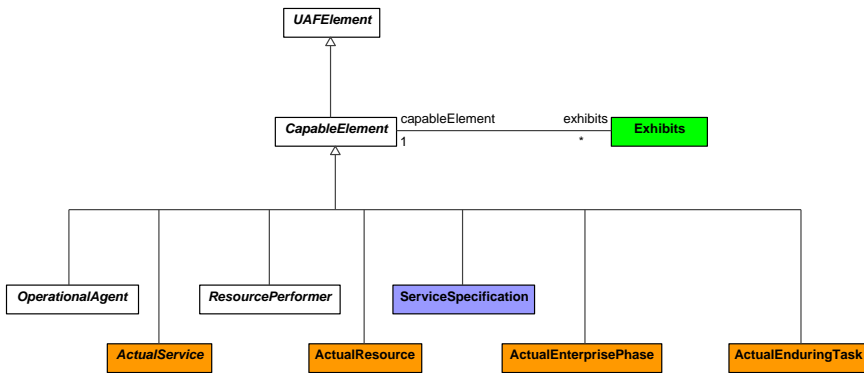 UAFElement
CapableElement
capableElement
exhibits
1
*
Exhibits
OperationalAgent
ResourcePerformer
ServiceSpecification
ActualService
ActualResource
ActualEnterprisePhase
ActualEnduringTask